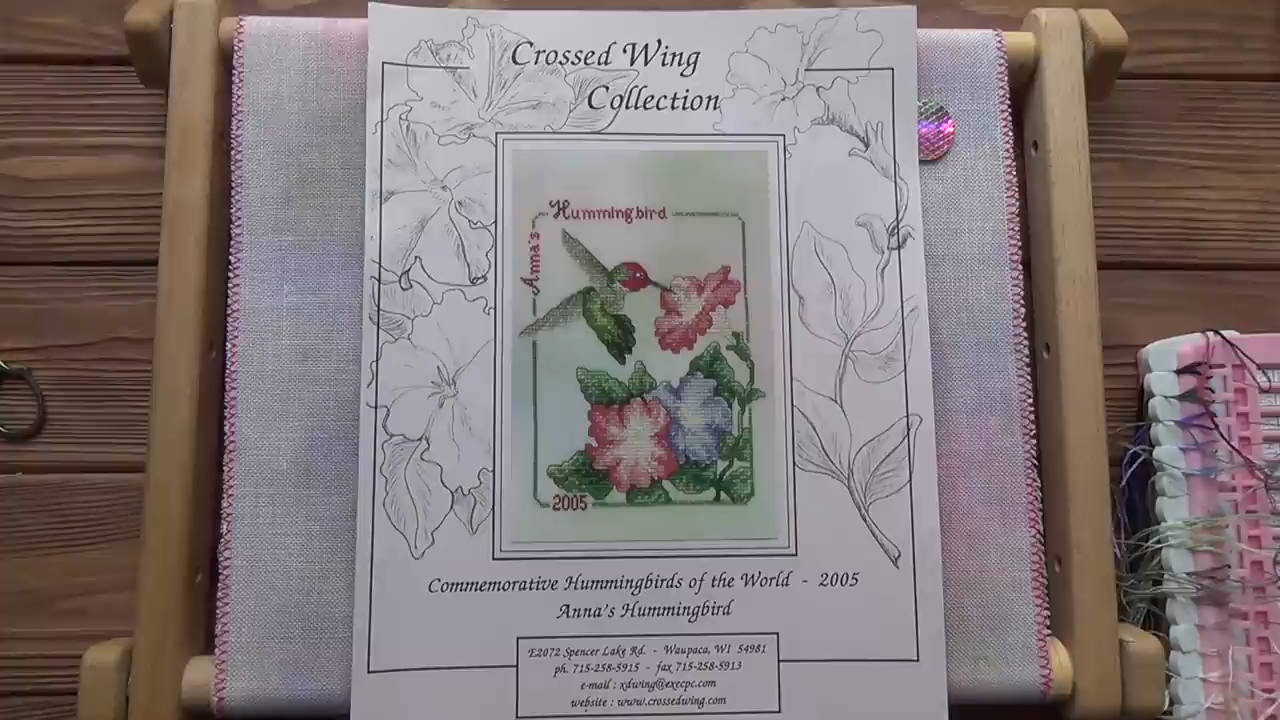 Crossed Wing
Collection
Hummingbird
Anna's
2005
Commemorative Hummingbirds of the World - 2005
Anna's Hummingbird
E2072 Spencer Lake Rd. - Waupaca, WI 54981
ph. 715-258-5915 - fax 715-258-5913
e-mail : xdwing@execpc.com
website : www.crossedwing.com